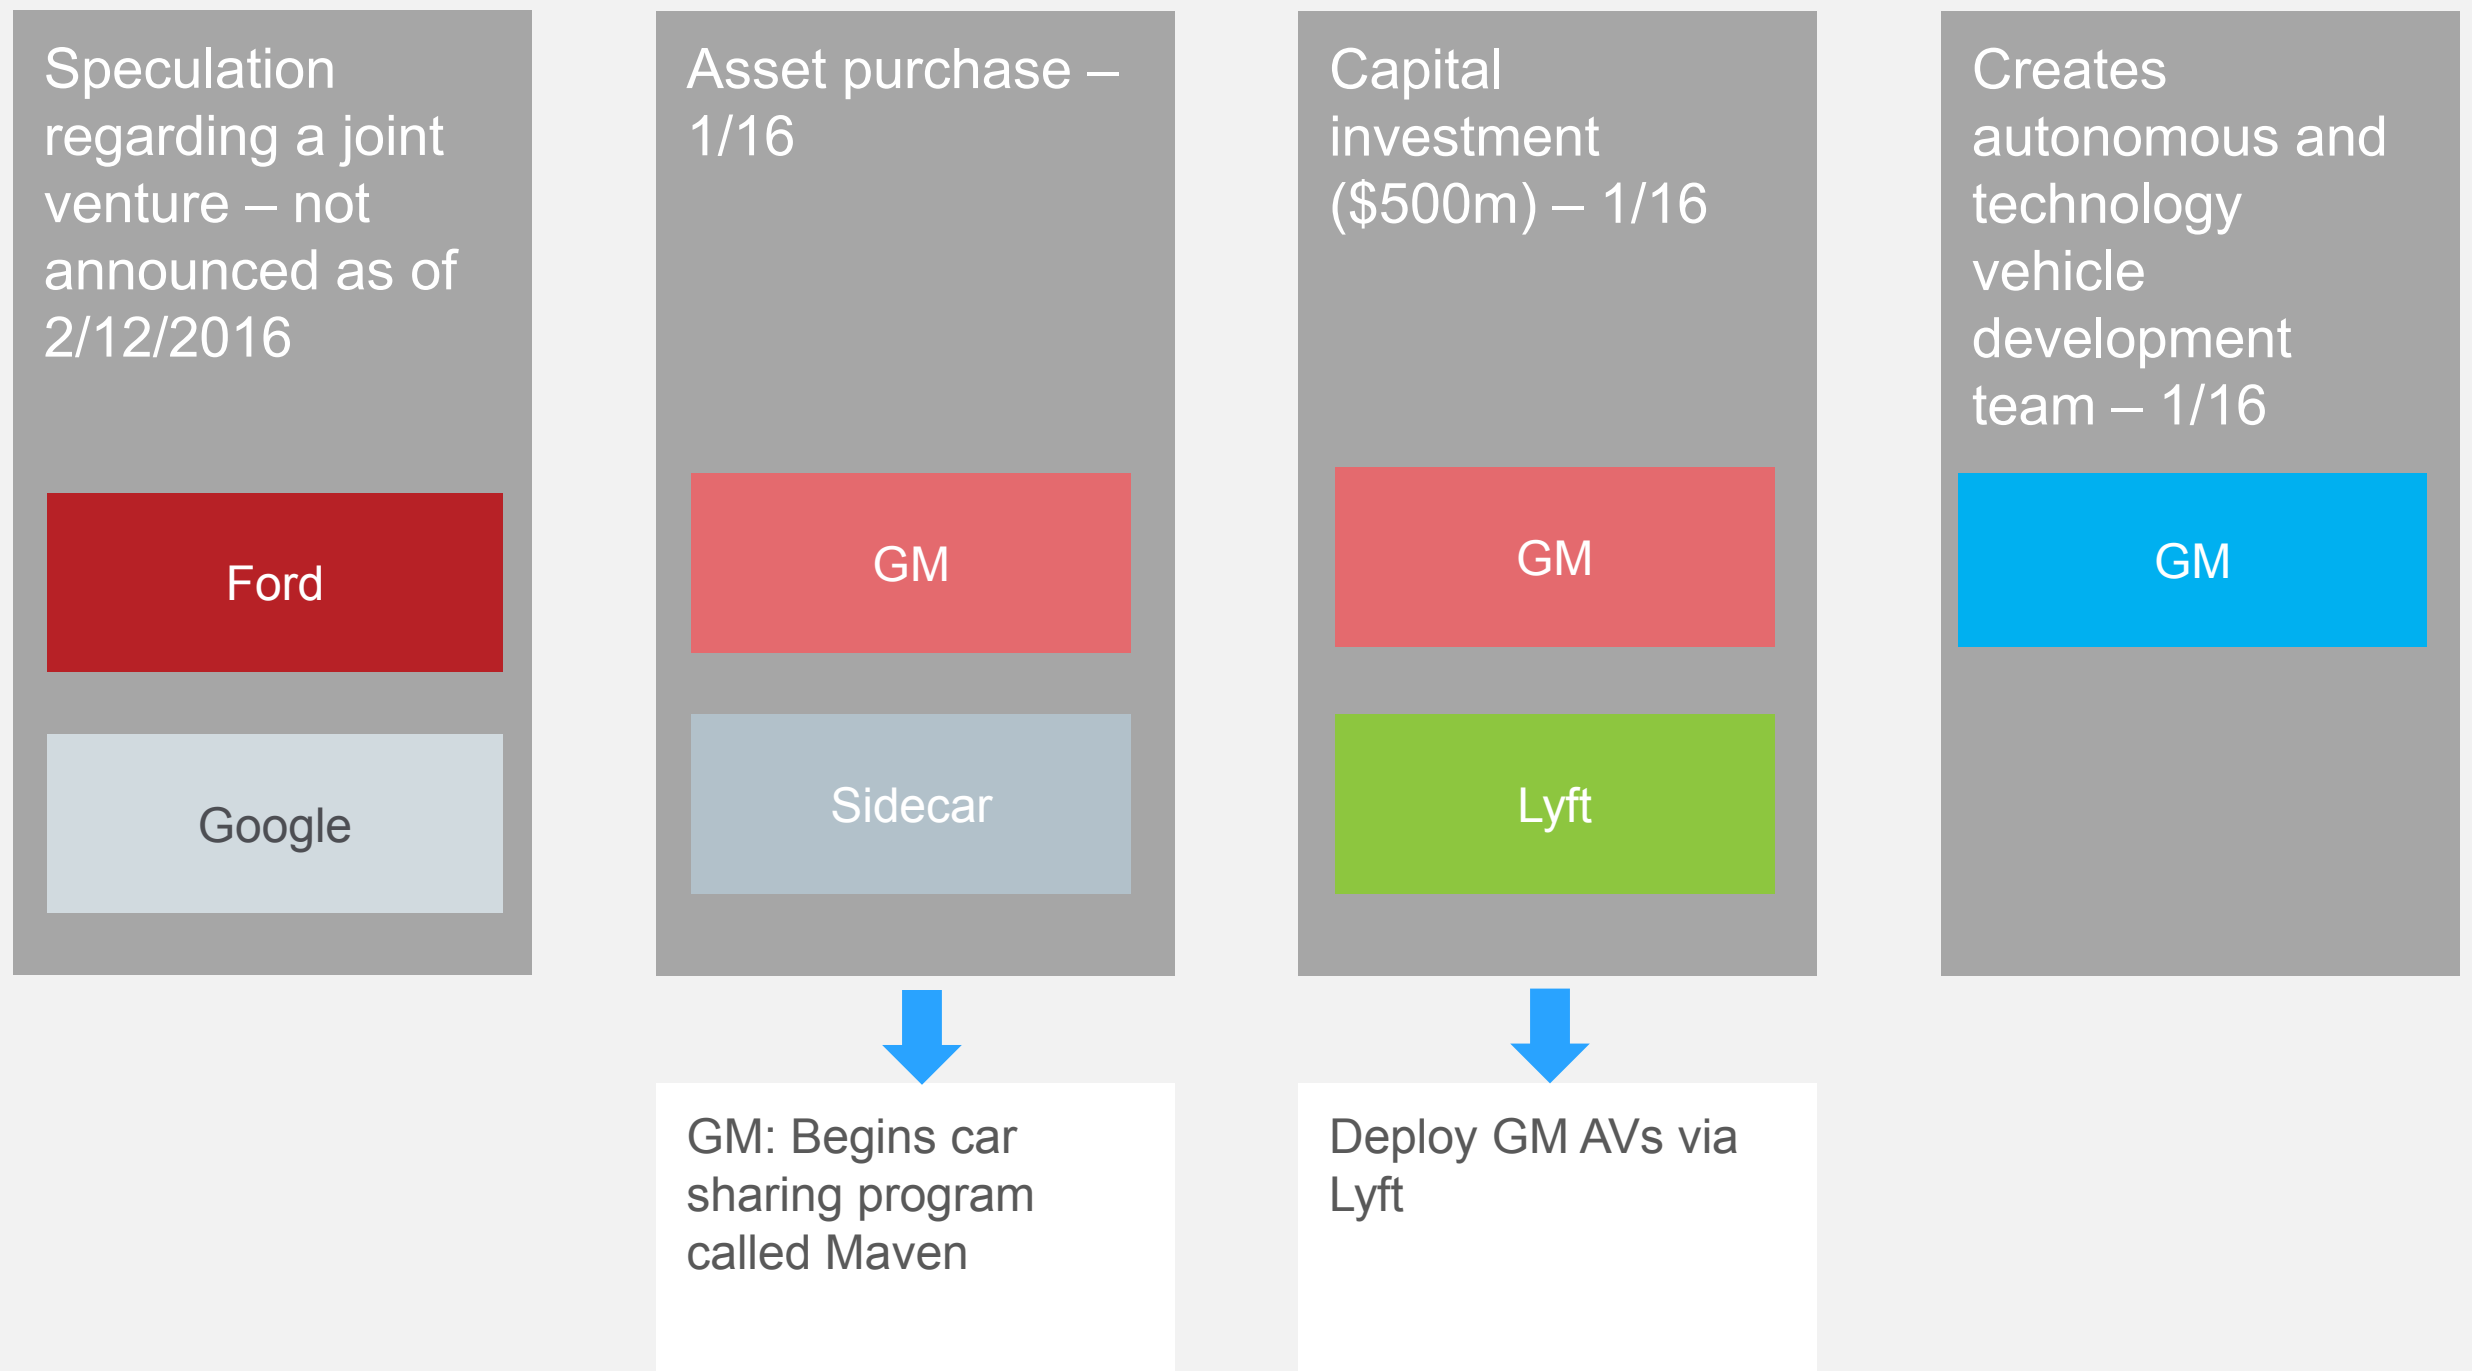 Speculation
regarding a joint
venture – not
announced as of
2/12/2016
Ford
Google
Asset purchase –
1/16
GM
Sidecar
GM: Begins car
sharing program
called Maven
Capital
investment
($500m) – 1/16
GM
Lyft
Deploy GM AVs via
Lyft
Creates
autonomous and
technology
vehicle
development
team – 1/16
GM